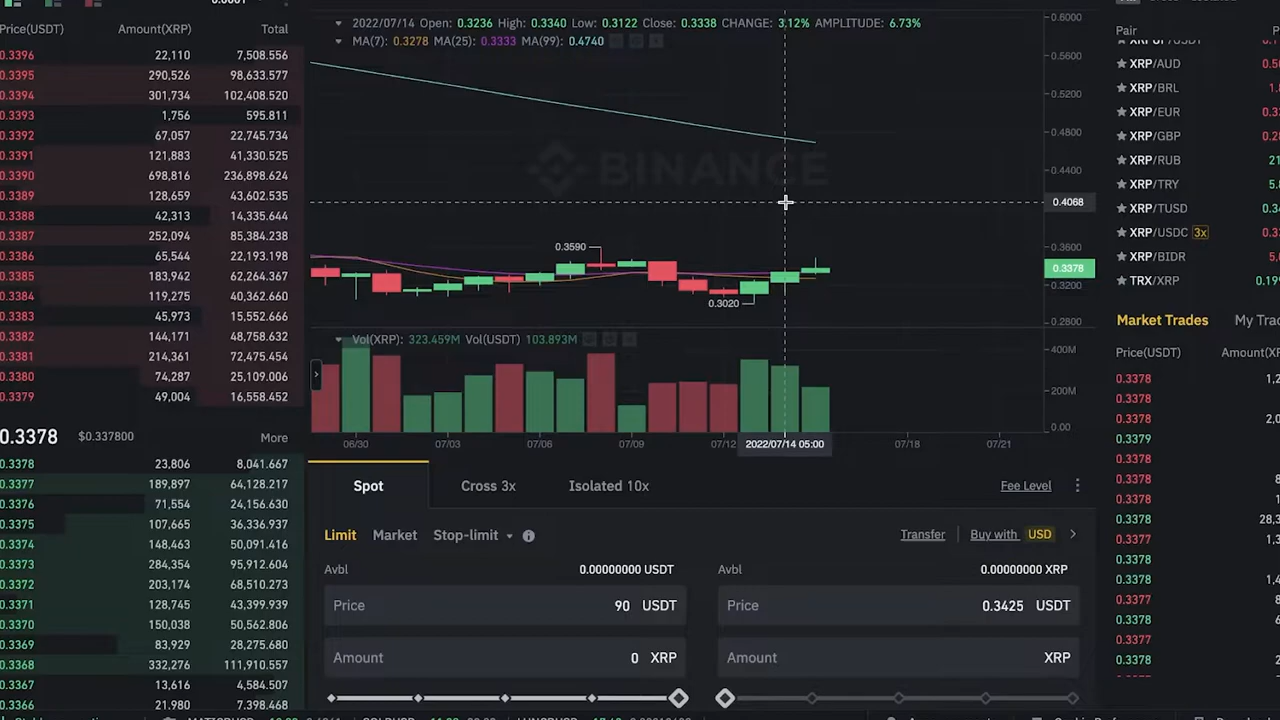 Price(USDT) Amount(XRP) Total
0.3396 22,110 7,508.556
0.3395 290,526 98,633.577
0.3394 301,734 102,408.520
0.3393 1,756 595.811
0.3392 67,057 22,745.734
0.3391 121,883 41,330.525
0.3390 698,816 236,898.624
0.3389 128,659 43,602.535
0.3388 42,313 14,335.644
0.3387 252,094 85,384.238
0.3386 65,544 22,193.198
0.3385 183,942 62,264.367
0.3384 119,275 40,362.660
0.3383 45,973 15,552.666
0.3382 144,171 48,758.632
0.3381 214,361 72,475.454
0.3380 74,287 25,109.006
0.3379 49,004 16,558.452
0.3378 $0.337800 More
0.3378 23,806 8,041.667
0.3377 189,897 64,128.217
0.3376 71,554 24,156.630
0.3375 107,665 36,336.937
0.3374 148,463 50,091.416
0.3373 284,354 95,912.604
0.3372 203,174 68,510.273
0.3371 128,745 43,399.939
0.3370 150,038 50,562.806
0.3369 83,929 28,275.680
0.3368 332,276 111,910.557
0.3367 13,616 4,584.507
0.3366 21,980 7,398.468
2022/07/14 Open: 0.3236 High: 0.3340 Low: 0.3122 Close: 0.3338 CHANGE: 3.12% AMPLITUDE: 6.73%
MA(7): 0.3278 MA(25): 0.3333 MA(99): 0.4740
BINANCE
0.6000
0.5600
0.5200
0.4800
0.4400
0.4068
0.3600
0.3378
0.3200
0.2800
0.3590
0.3020
Vol(XRP): 323.459M Vol(USDT) 103.893M
400M
200M
0.00
06/30 07/03 07/06 07/09 07/12 2022/07/14 05:00 07/18 07/21
Spot Cross 3x Isolated 10x Fee Level
Limit Market Stop-limit Transfer Buy with USD
Avbl 0.00000000 USDT Avbl 0.00000000 XRP
Price 90 USDT Price 0.3425 USDT
Amount 0 XRP Amount XRP
Pair
XRP/AUD
XRP/BRL
XRP/EUR
XRP/GBP
XRP/RUB
XRP/TRY
XRP/TUSD
XRP/USDC 3x
XRP/BIDR
TRX/XRP
Market Trades My Tra
Price(USDT) Amount(X
0.3378
0.3378
0.3378
0.3379
0.3378
0.3378
0.3378
0.3378
0.3377
0.3378
0.3378
0.3377
0.3378
0.3377
0.3378